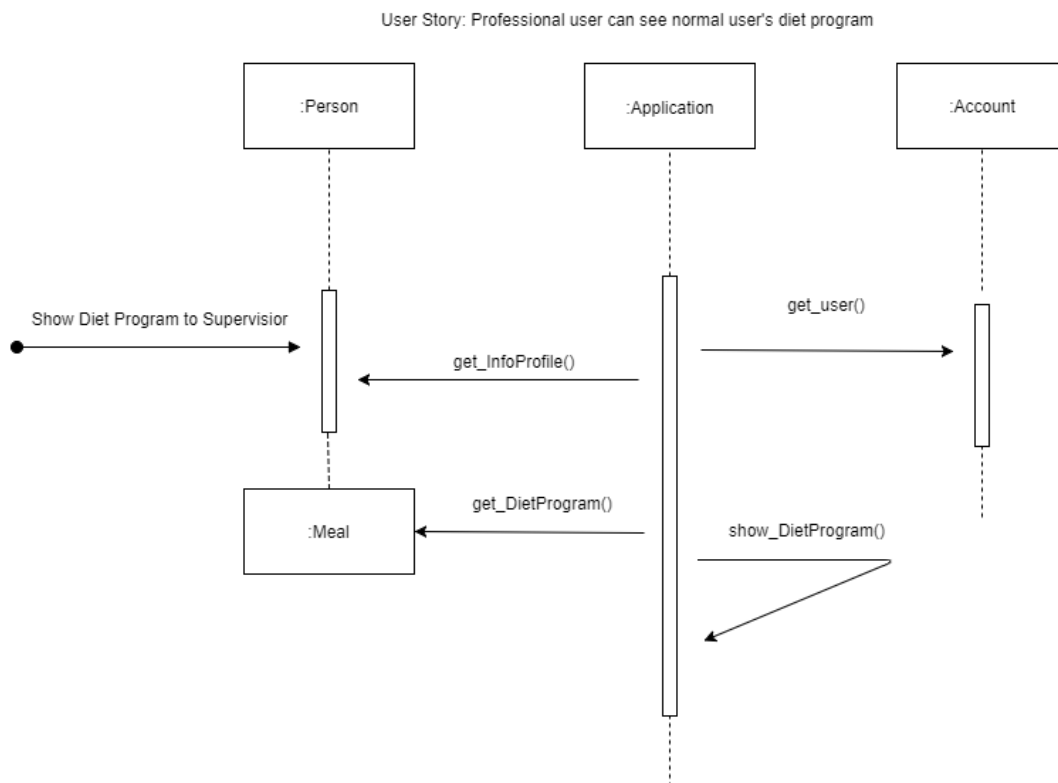 User Story: Professional user can see normal user's diet program
:Person
:Application
:Account
get_user()
Show Diet Program to Supervisior
get_InfoProfile()
get_DietProgram()
:Meal
show_DietProgram()